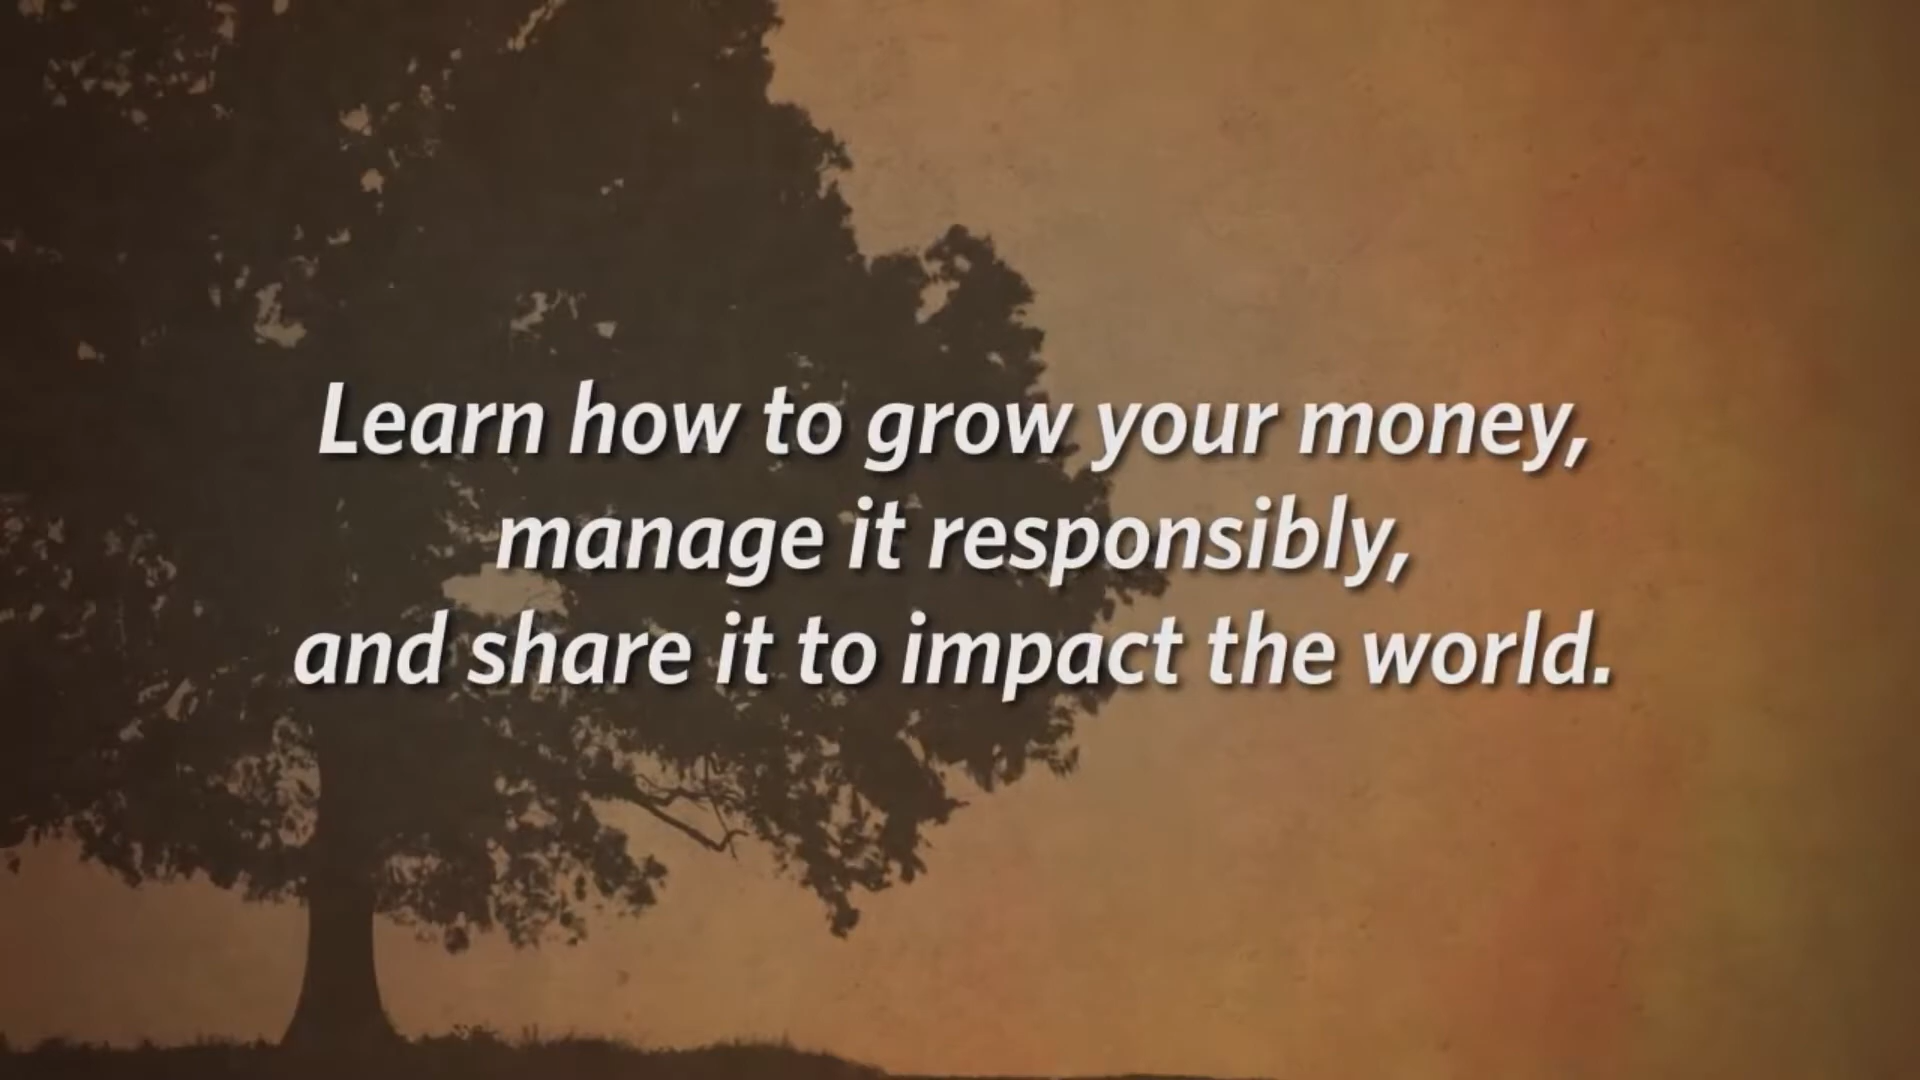 Learn how to grow your money,
manage it responsibly,
and share it to impact the world.